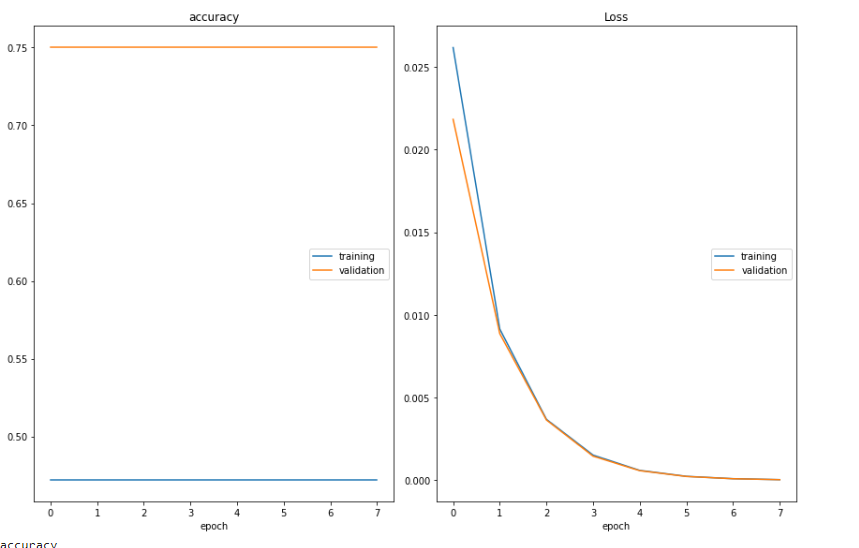 accuracy
Loss
0.75
0.70
0.65
0.60
0.55
0.50
training
validation
0 1 2 3 4 5 6 7
epoch
0.025
0.020
0.015
0.010
0.005
0.000
training
validation
0 1 2 3 4 5 6 7
epoch
accuracy